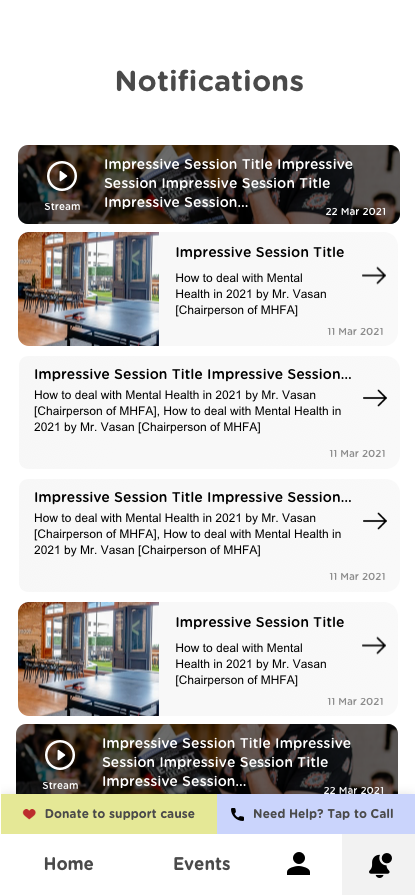 Notifications
Impressive Session Title Impressive
Session Impressive Session Title
Impressive Session...
Stream
22 Mar 2021
Impressive Session Title
How to deal with Mental
Health in 2021 by Mr. Vasan
[Chairperson of MHFA]
11 Mar 2021
Impressive Session Title Impressive Session...
How to deal with Mental Health in 2021 by Mr. Vasan
[Chairperson of MHFA], How to deal with Mental Health in
2021 by Mr. Vasan [Chairperson of MHFA]
11 Mar 2021
Impressive Session Title Impressive Session...
How to deal with Mental Health in 2021 by Mr. Vasan
[Chairperson of MHFA], How to deal with Mental Health in
2021 by Mr. Vasan [Chairperson of MHFA]
11 Mar 2021
Impressive Session Title
How to deal with Mental
Health in 2021 by Mr. Vasan
[Chairperson of MHFA]
11 Mar 2021
Impressive Session Title Impressive
Session Impressive Session Title
Impressive Session...
Stream
22 Mar 2021
Donate to support cause
Need Help? Tap to Call
Home
Events